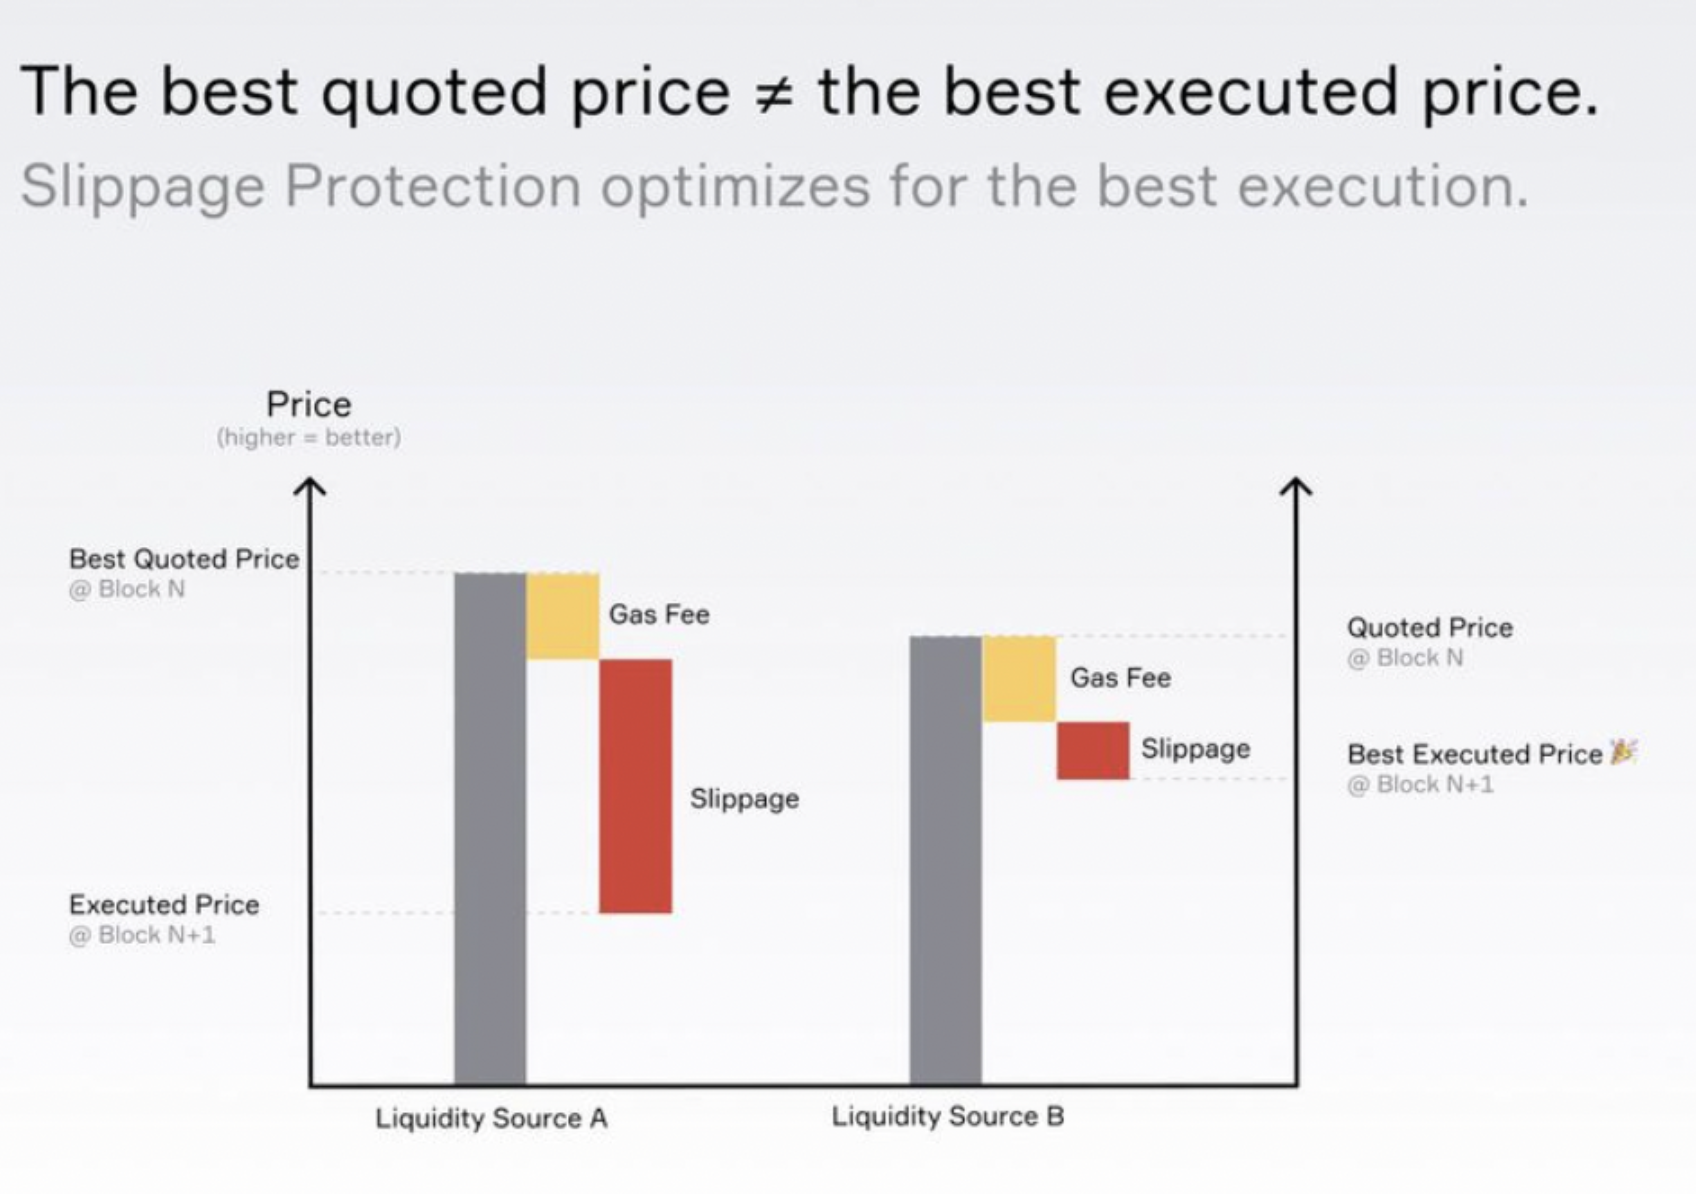 The best quoted price ≠ the best executed price.
Slippage Protection optimizes for the best execution.
Price
(higher = better)
Best Quoted Price
@ Block N
Gas Fee
Slippage
Executed Price
@ Block N+1
Liquidity Source A
Gas Fee
Slippage
Liquidity Source B
Quoted Price
@ Block N
Best Executed Price 🎉
@ Block N+1